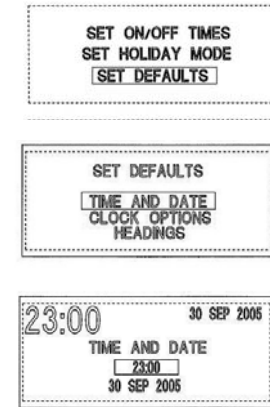 SET ON/OFF TIMES
SET HOLIDAY MODE
SET DEFAULTS
SET DEFAULTS
TIME AND DATE
CLOCK OPTIONS
HEADINGS
23:00
30 SEP 2005
TIME AND DATE
23:00
30 SEP 2005